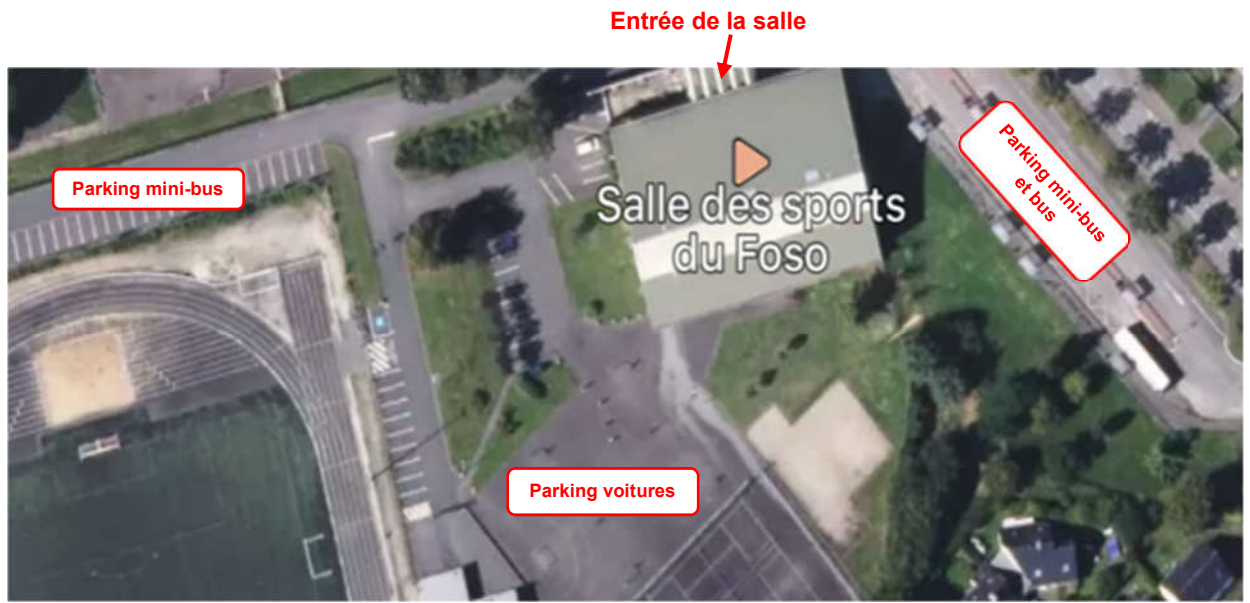 Entrée de la salle
Parking mini-bus
Parking mini-bus
et bus
Salle des sports
du Foso
Parking voitures